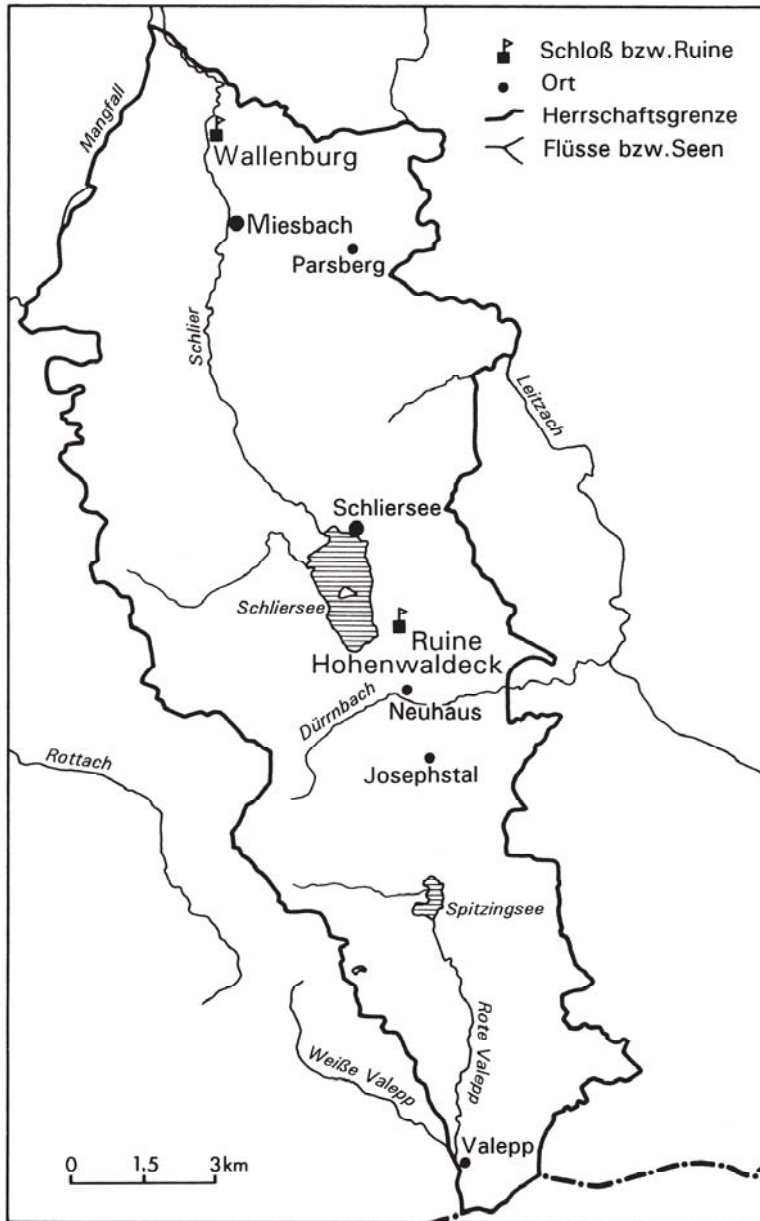 Schloß bzw. Ruine
Ort
Herrschaftsgrenze
Flüsse bzw. Seen
Mangfall
Wallenburg
Miesbach
Parsberg
Schlier
Leitzach
Schliersee
Schliersee
Ruine
Hohenwaldeck
Dürrnbach
Neuhaus
Rottach
Josephstal
Spitzingsee
Rote Valepp
Weiße Valepp
Valepp
0 1.5 3km